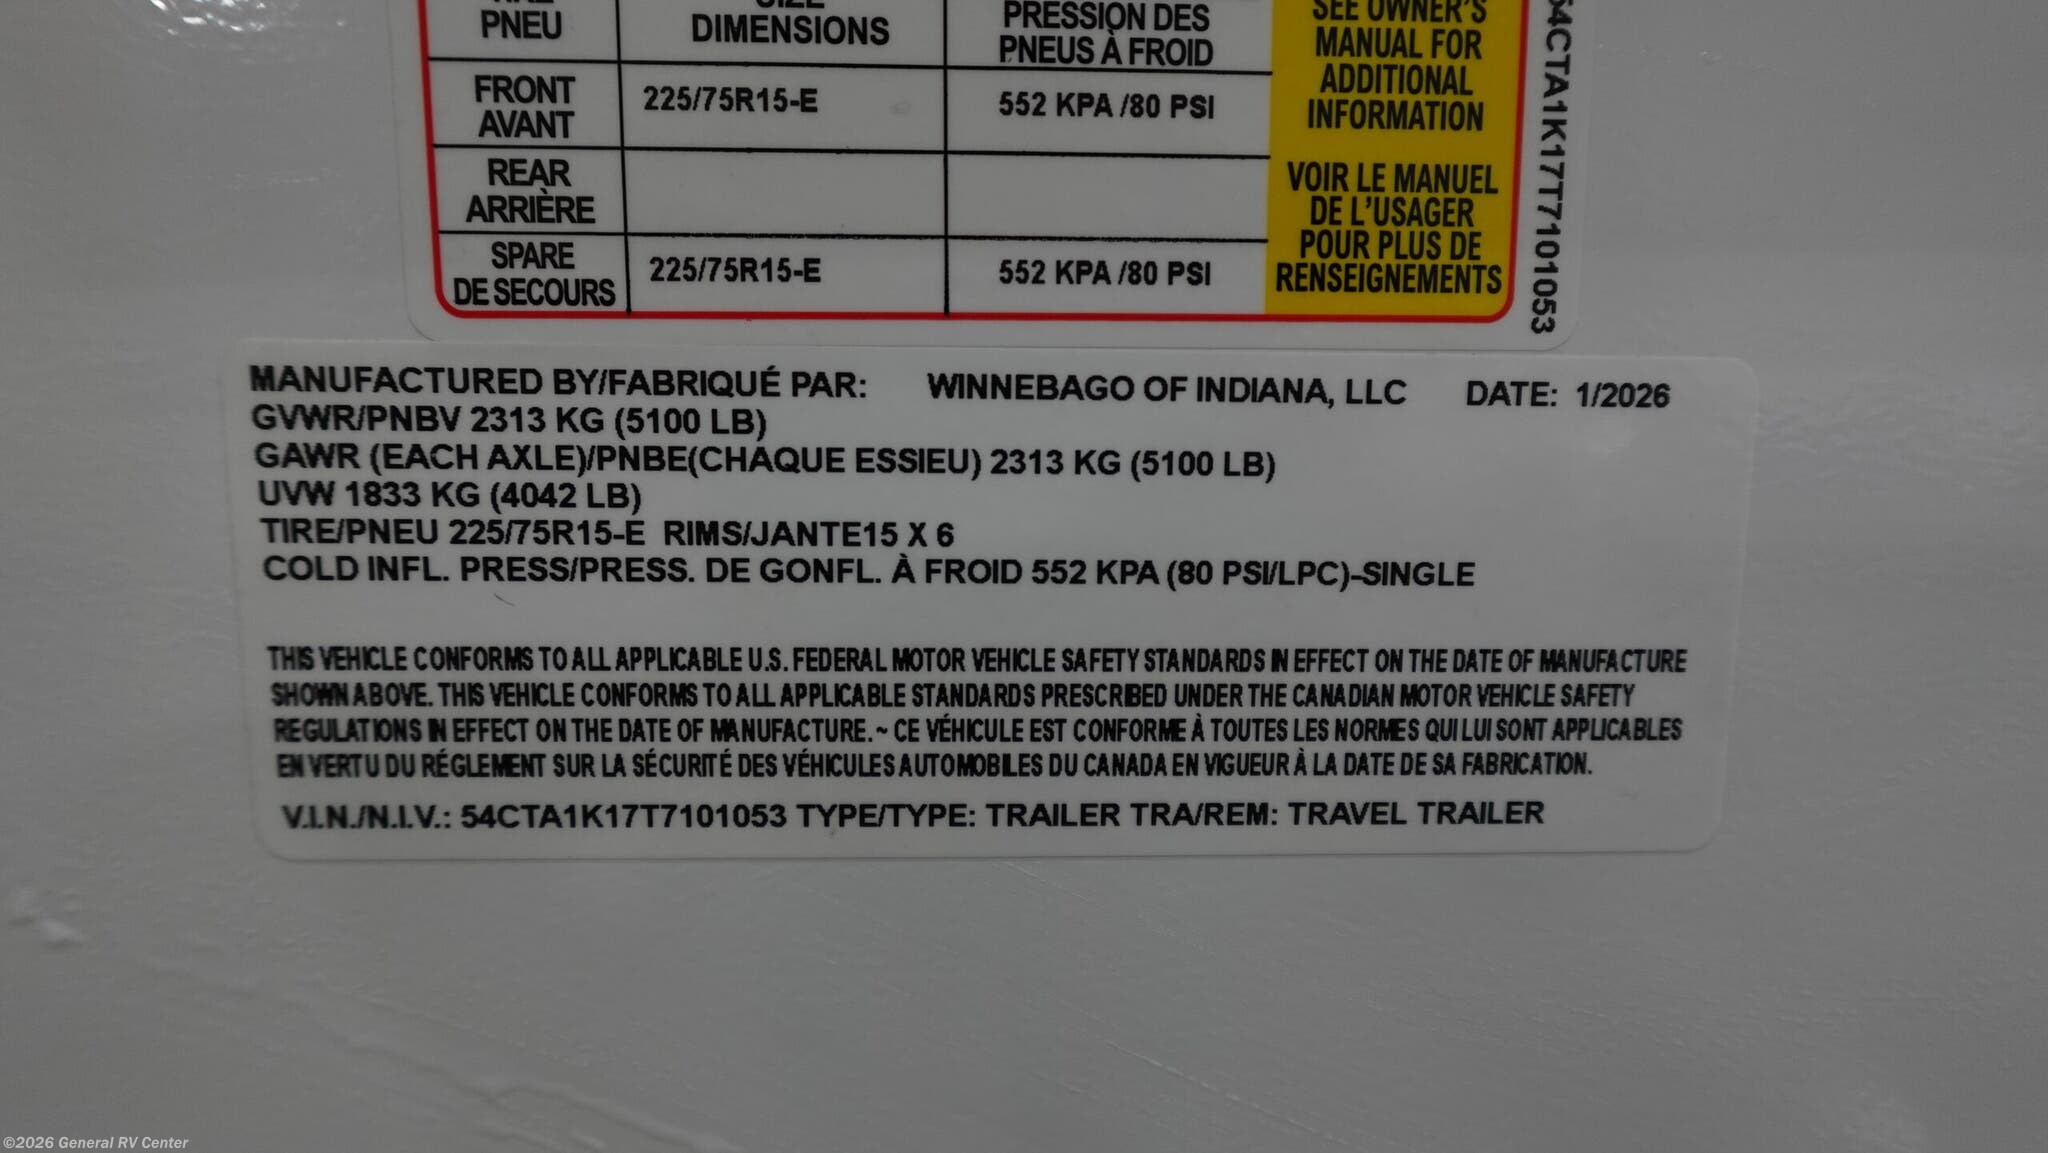 PNEU
DIMENSIONS
PRESSION DES
PNEUS À FROID
SEE OWNER'S
MANUAL FOR
ADDITIONAL
INFORMATION
FRONT
AVANT
225/75R15-E
552 KPA /80 PSI
REAR
ARRIÈRE
VOIR LE MANUEL
DE L'USAGER
POUR PLUS DE
RENSEIGNEMENTS
SPARE
DE SECOURS
225/75R15-E
552 KPA /80 PSI
54CTA1K17T7101053
MANUFACTURED BY/FABRIQUÉ PAR: WINNEBAGO OF INDIANA, LLC DATE: 1/2026
GVWR/PNBV 2313 KG (5100 LB)
GAWR (EACH AXLE)/PNBE(CHAQUE ESSIEU) 2313 KG (5100 LB)
UVW 1833 KG (4042 LB)
TIRE/PNEU 225/75R15-E RIMS/JANTE15 X 6
COLD INFL. PRESS/PRESS. DE GONFL. À FROID 552 KPA (80 PSI/LPC)-SINGLE
THIS VEHICLE CONFORMS TO ALL APPLICABLE U.S. FEDERAL MOTOR VEHICLE SAFETY STANDARDS IN EFFECT ON THE DATE OF MANUFACTURE
SHOWN ABOVE. THIS VEHICLE CONFORMS TO ALL APPLICABLE STANDARDS PRESCRIBED UNDER THE CANADIAN MOTOR VEHICLE SAFETY
REGULATIONS IN EFFECT ON THE DATE OF MANUFACTURE. ~ CE VÉHICULE EST CONFORME À TOUTES LES NORMES QUI LUI SONT APPLICABLES
EN VERTU DU RÉGLEMENT SUR LA SÉCURITÉ DES VÉHICULES AUTOMOBILES DU CANADA EN VIGUEUR À LA DATE DE SA FABRICATION.
V.I.N./N.I.V.: 54CTA1K17T7101053 TYPE/TYPE: TRAILER TRA/REM: TRAVEL TRAILER
©2026 General RV Center